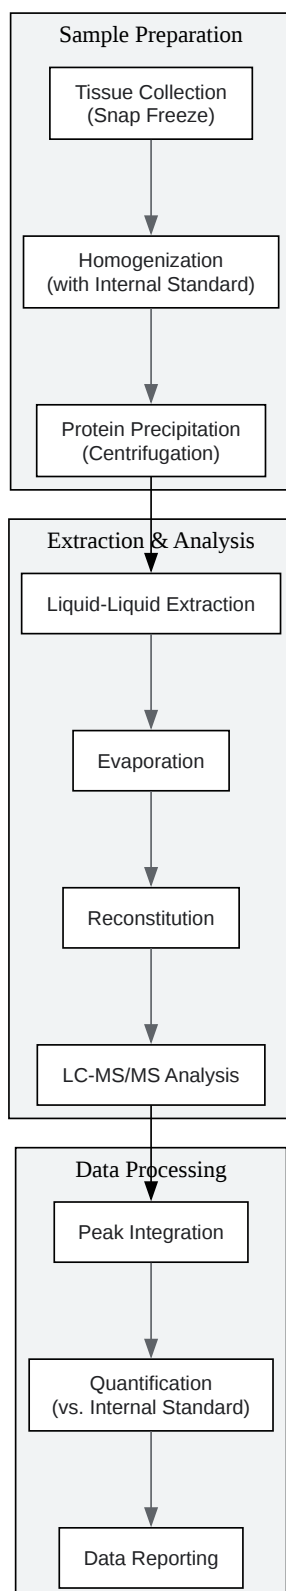 Sample Preparation
Tissue Collection
(Snap Freeze)
Homogenization
(with Internal Standard)
Protein Precipitation
(Centrifugation)
Extraction & Analysis
Liquid-Liquid Extraction
Evaporation
Reconstitution
LC-MS/MS Analysis
Data Processing
Peak Integration
Quantification
(vs. Internal Standard)
Data Reporting